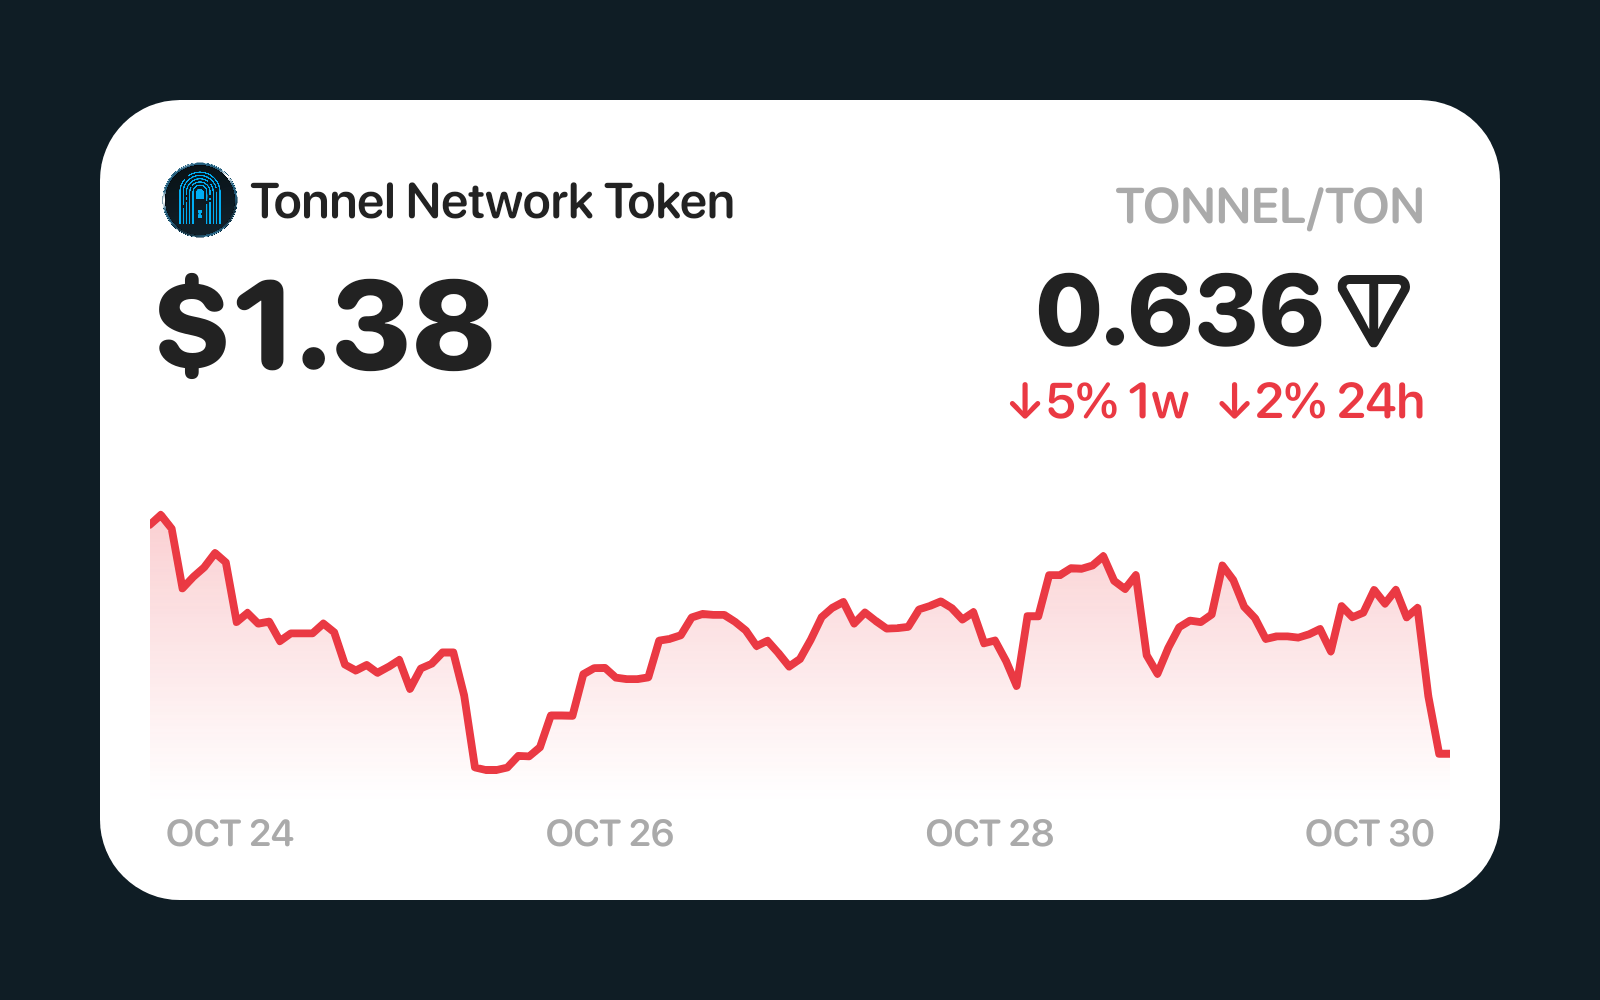 Tonnel Network Token
TONNEL/TON
$1.38
0.636
↓5% 1w ↓2% 24h
OCT 24 OCT 26 OCT 28 OCT 30